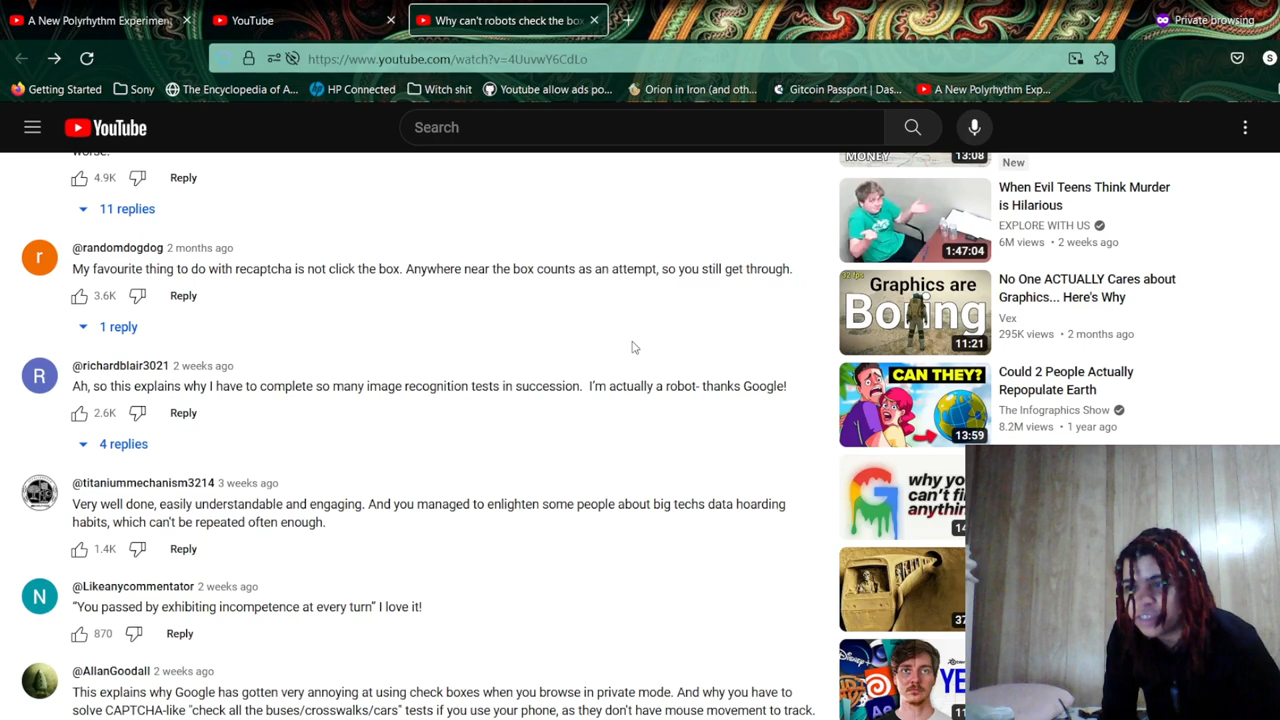 A New Polyrhythm Experiment
YouTube
Why can't robots check the box
Private browsing
https://www.youtube.com/watch?v=4UuvwY6CdLo
Getting Started
Sony
The Encyclopedia of A...
HP Connected
Witch shit
Youtube allow ads po...
Orion in Iron (and oth...
Gitcoin Passport | Das...
A New Polyrhythm Exp...
YouTube
Search
worse.
4.9K
Reply
11 replies
@randomdogdog 2 months ago
My favourite thing to do with recaptcha is not click the box. Anywhere near the box counts as an attempt, so you still get through.
3.6K
Reply
1 reply
@richardblair3021 2 weeks ago
Ah, so this explains why I have to complete so many image recognition tests in succession. I'm actually a robot- thanks Google!
2.6K
Reply
4 replies
@titaniummechanism3214 3 weeks ago
Very well done, easily understandable and engaging. And you managed to enlighten some people about big techs data hoarding
habits, which can't be repeated often enough.
1.4K
Reply
@Likeanycommentator 2 weeks ago
“You passed by exhibiting incompetence at every turn” I love it!
870
Reply
@AllanGoodall 2 weeks ago
This explains why Google has gotten very annoying at using check boxes when you browse in private mode. And why you have to
solve CAPTCHA-like "check all the buses/crosswalks/cars" tests if you use your phone, as they don't have mouse movement to track.
MONEY
13:08
New
1:47:04
When Evil Teens Think Murder
is Hilarious
EXPLORE WITH US
6M views • 2 weeks ago
Graphics are
Boring
11:21
No One ACTUALLY Cares about
Graphics... Here's Why
Vex
295K views • 2 months ago
CAN THEY?
13:59
Could 2 People Actually
Repopulate Earth
The Infographics Show
8.2M views • 1 year ago
why yo
can't fi
anythin
14
37
Disney+
Ae
YE
11